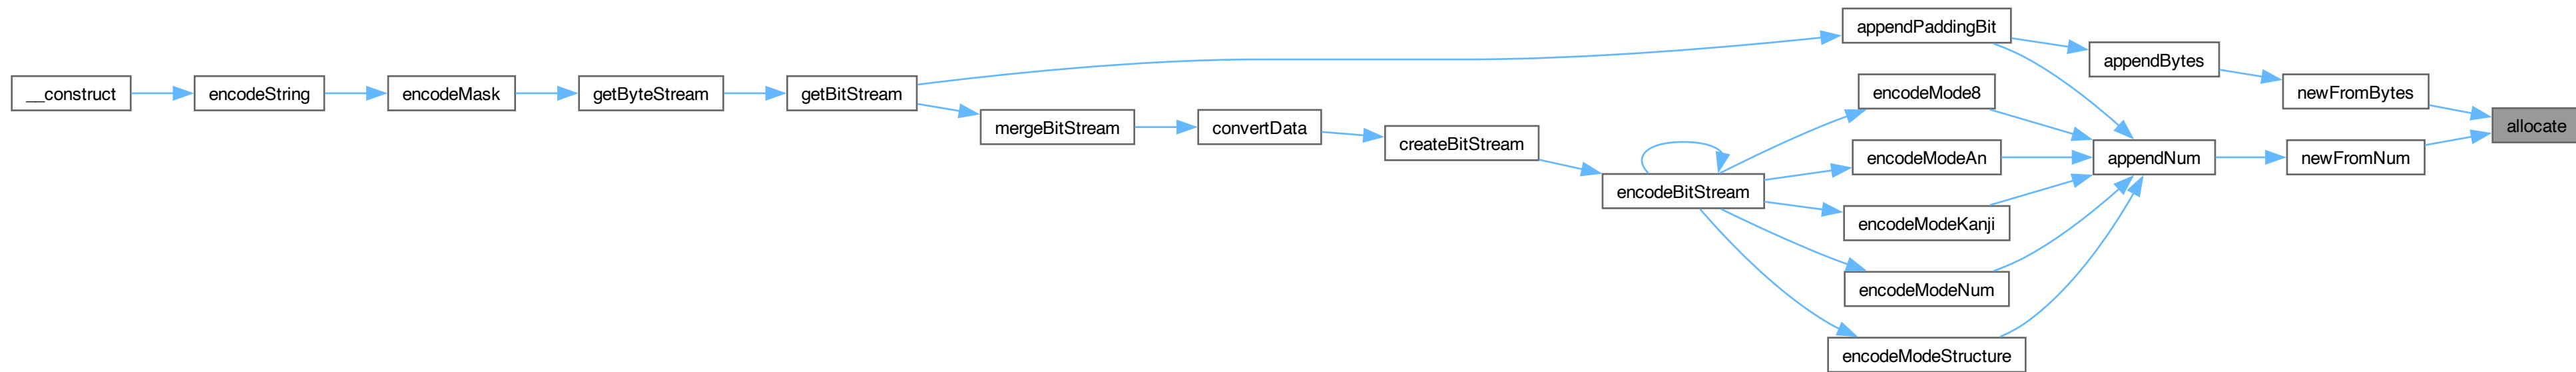 __construct
encodeString
encodeMask
getByteStream
getBitStream
mergeBitStream
convertData
createBitStream
encodeBitStream
appendPaddingBit
encodeMode8
encodeModeAn
encodeModeKanji
encodeModeNum
encodeModeStructure
appendBytes
appendNum
newFromBytes
newFromNum
allocate